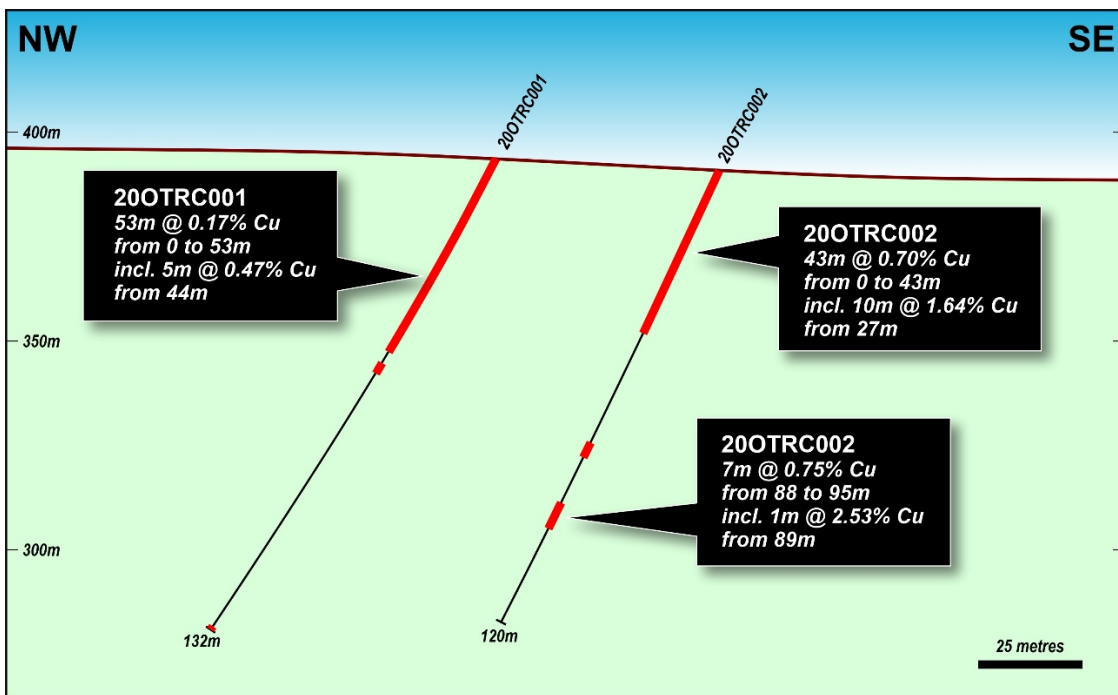 NW
SE
20OTRC001
20OTRC002
400m
20OTRC001
53m @ 0.17% Cu
from 0 to 53m
incl. 5m @ 0.47% Cu
from 44m
20OTRC002
43m @ 0.70% Cu
from 0 to 43m
incl. 10m @ 1.64% Cu
from 27m
350m
20OTRC002
7m @ 0.75% Cu
from 88 to 95m
incl. 1m @ 2.53% Cu
from 89m
300m
132m
120m
25 metres